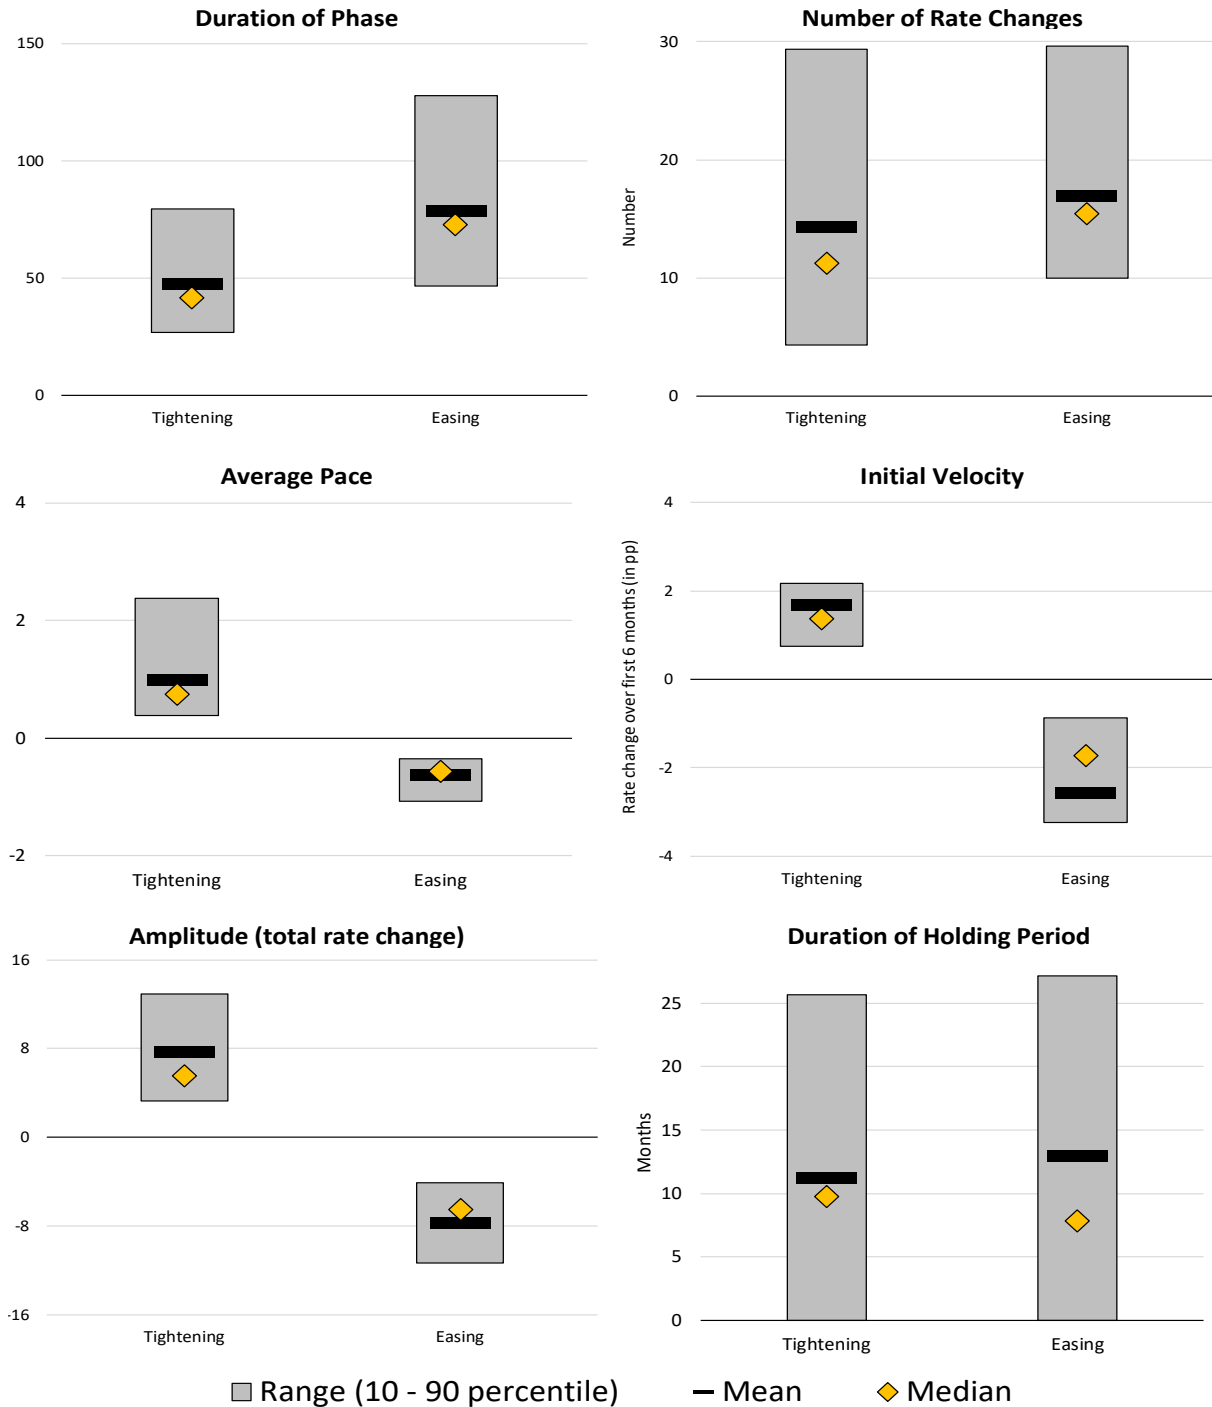 Duration of Phase
150
100
50
0
Tightening
Easing
Number of Rate Changes
Number
30
20
10
0
Tightening
Easing
Average Pace
4
2
0
-2
Tightening
Easing
Initial Velocity
Rate change over first 6 months (in pp)
4
2
0
-2
-4
Tightening
Easing
Amplitude (total rate change)
16
8
0
-8
-16
Tightening
Easing
Duration of Holding Period
Months
25
20
15
10
5
0
Tightening
Easing
Range (10 - 90 percentile)
Mean
Median